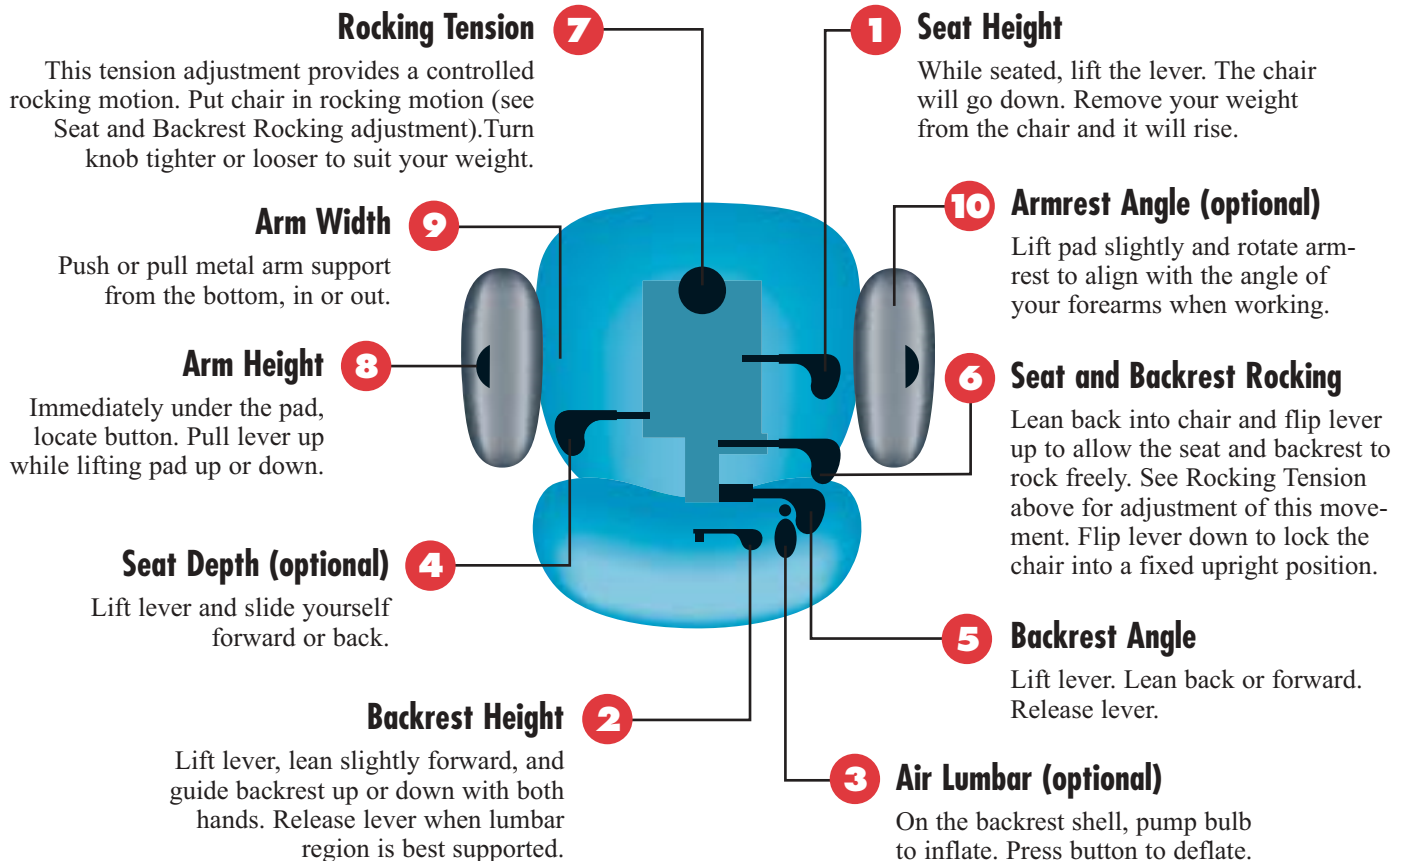 7
Rocking Tension
This tension adjustment provides a controlled
rocking motion. Put chair in rocking motion (see
Seat and Backrest Rocking adjustment).Turn
knob tighter or looser to suit your weight.
9
Arm Width
Push or pull metal arm support
from the bottom, in or out.
8
Arm Height
Immediately under the pad,
locate button. Pull lever up
while lifting pad up or down.
4
Seat Depth (optional)
Lift lever and slide yourself
forward or back.
2
Backrest Height
Lift lever, lean slightly forward, and
guide backrest up or down with both
hands. Release lever when lumbar
region is best supported.
1
Seat Height
While seated, lift the lever. The chair
will go down. Remove your weight
from the chair and it will rise.
10
Armrest Angle (optional)
Lift pad slightly and rotate arm-
rest to align with the angle of
your forearms when working.
6
Seat and Backrest Rocking
Lean back into chair and flip lever
up to allow the seat and backrest to
rock freely. See Rocking Tension
above for adjustment of this move-
ment. Flip lever down to lock the
chair into a fixed upright position.
5
Backrest Angle
Lift lever. Lean back or forward.
Release lever.
3
Air Lumbar (optional)
On the backrest shell, pump bulb
to inflate. Press button to deflate.